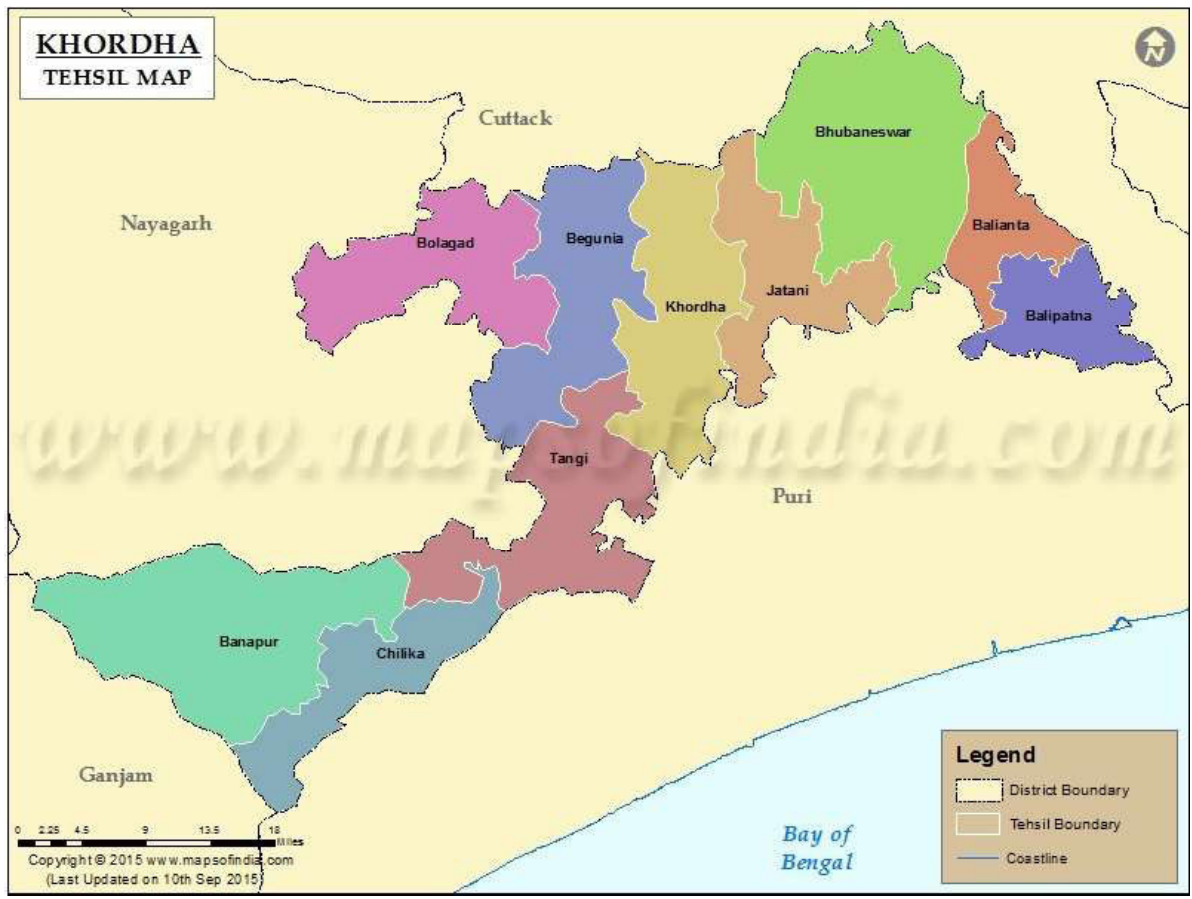 KHORDHA
TEHSIL MAP
N
Cuttack
Bhubaneswar
Nayagarh
Balianta
Bolagad
Begunia
Jatani
Khordha
Balipatna
www.mapsofindia.com
Tangi
Puri
Banapur
Chilika
Ganjam
Legend
District Boundary
Tehsil Boundary
Coastline
Bay of
Bengal
0 2.25 4.5 9 13.5 18
Miles
Copyright © 2015 www.mapsofindia.com
(Last Updated on 10th Sep 2015)